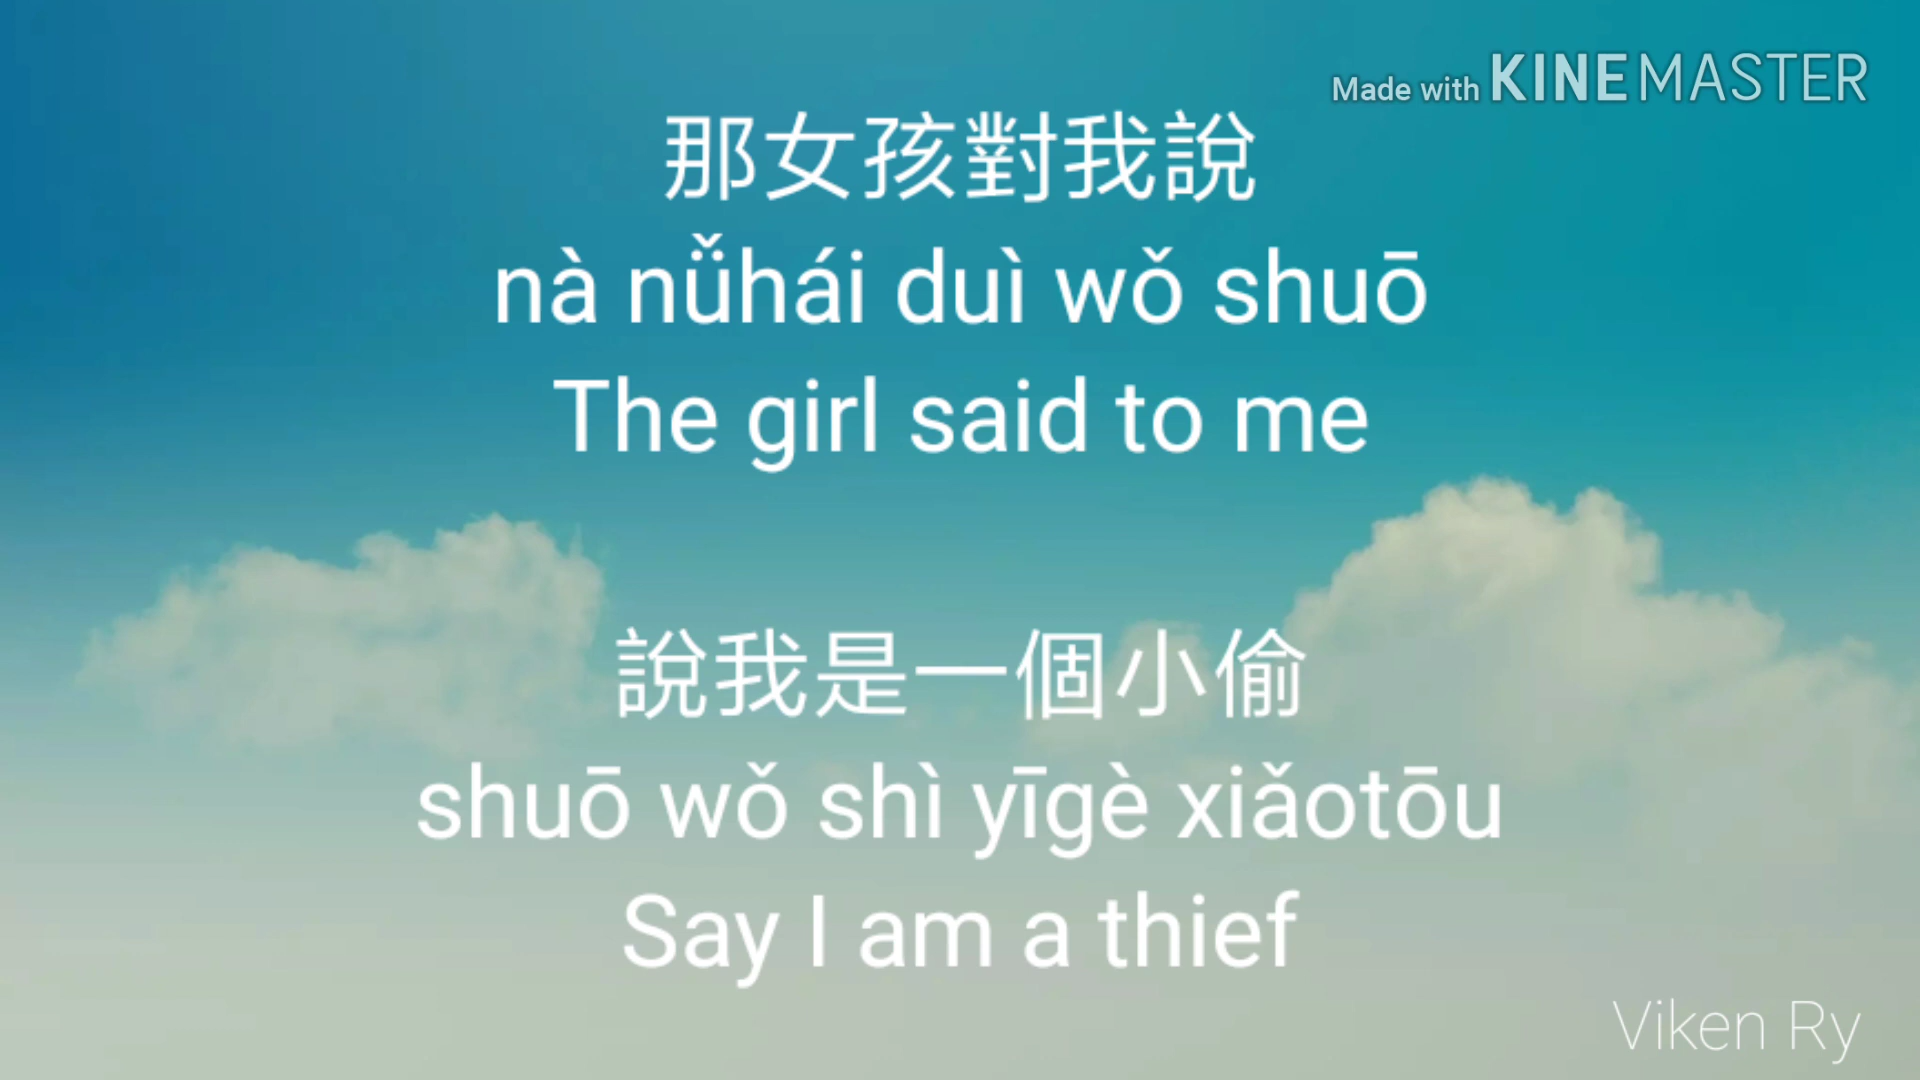 Made with KINEMASTER
那女孩對我說
nà nǚhái duì wǒ shuō
The girl said to me
說我是一個小偷
shuō wǒ shì yīgè xiǎotōu
Say I am a thief
Viken Ry